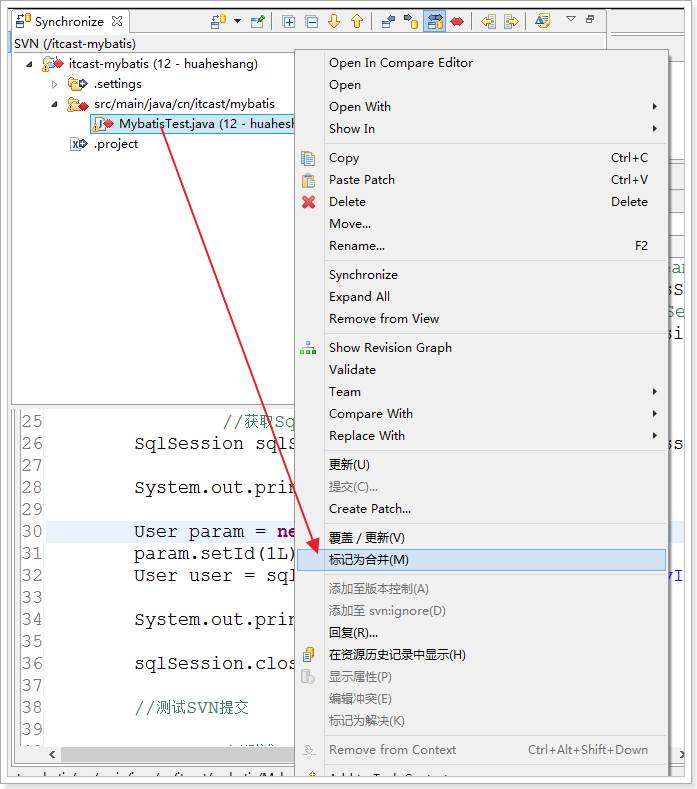 Synchronize
SVN (/itcast-mybatis)
itcast-mybatis (12 - huaheshang)
.settings
src/main/java/cn/itcast/mybatis
MybatisTest.java (12 - huahesh
.project
Open In Compare Editor
Open
Open With
Show In
Copy Ctrl+C
Paste Patch Ctrl+V
Delete Delete
Move...
Rename... F2
Synchronize
Expand All
Remove from View
Show Revision Graph
Validate
Team
Compare With
Replace With
更新(U)
提交(C)...
Create Patch...
覆盖 / 更新(V)
标记为合并(M)
添加至版本控制(A)
添加至 svn:ignore(D)
回复(R)...
在资源历史记录中显示(H)
显示属性(P)
编辑冲突(E)
标记为解决(K)
Remove from Context Ctrl+Alt+Shift+Down
25 //获取Sq
26 SqlSession sqlS
27
28 System.out.prin
29
30 User param = ne
31 param.setId(1L)
32 User user = sql
33
34 System.out.prin
35
36 sqlSession.clos
37
38 //测试SVN提交
39